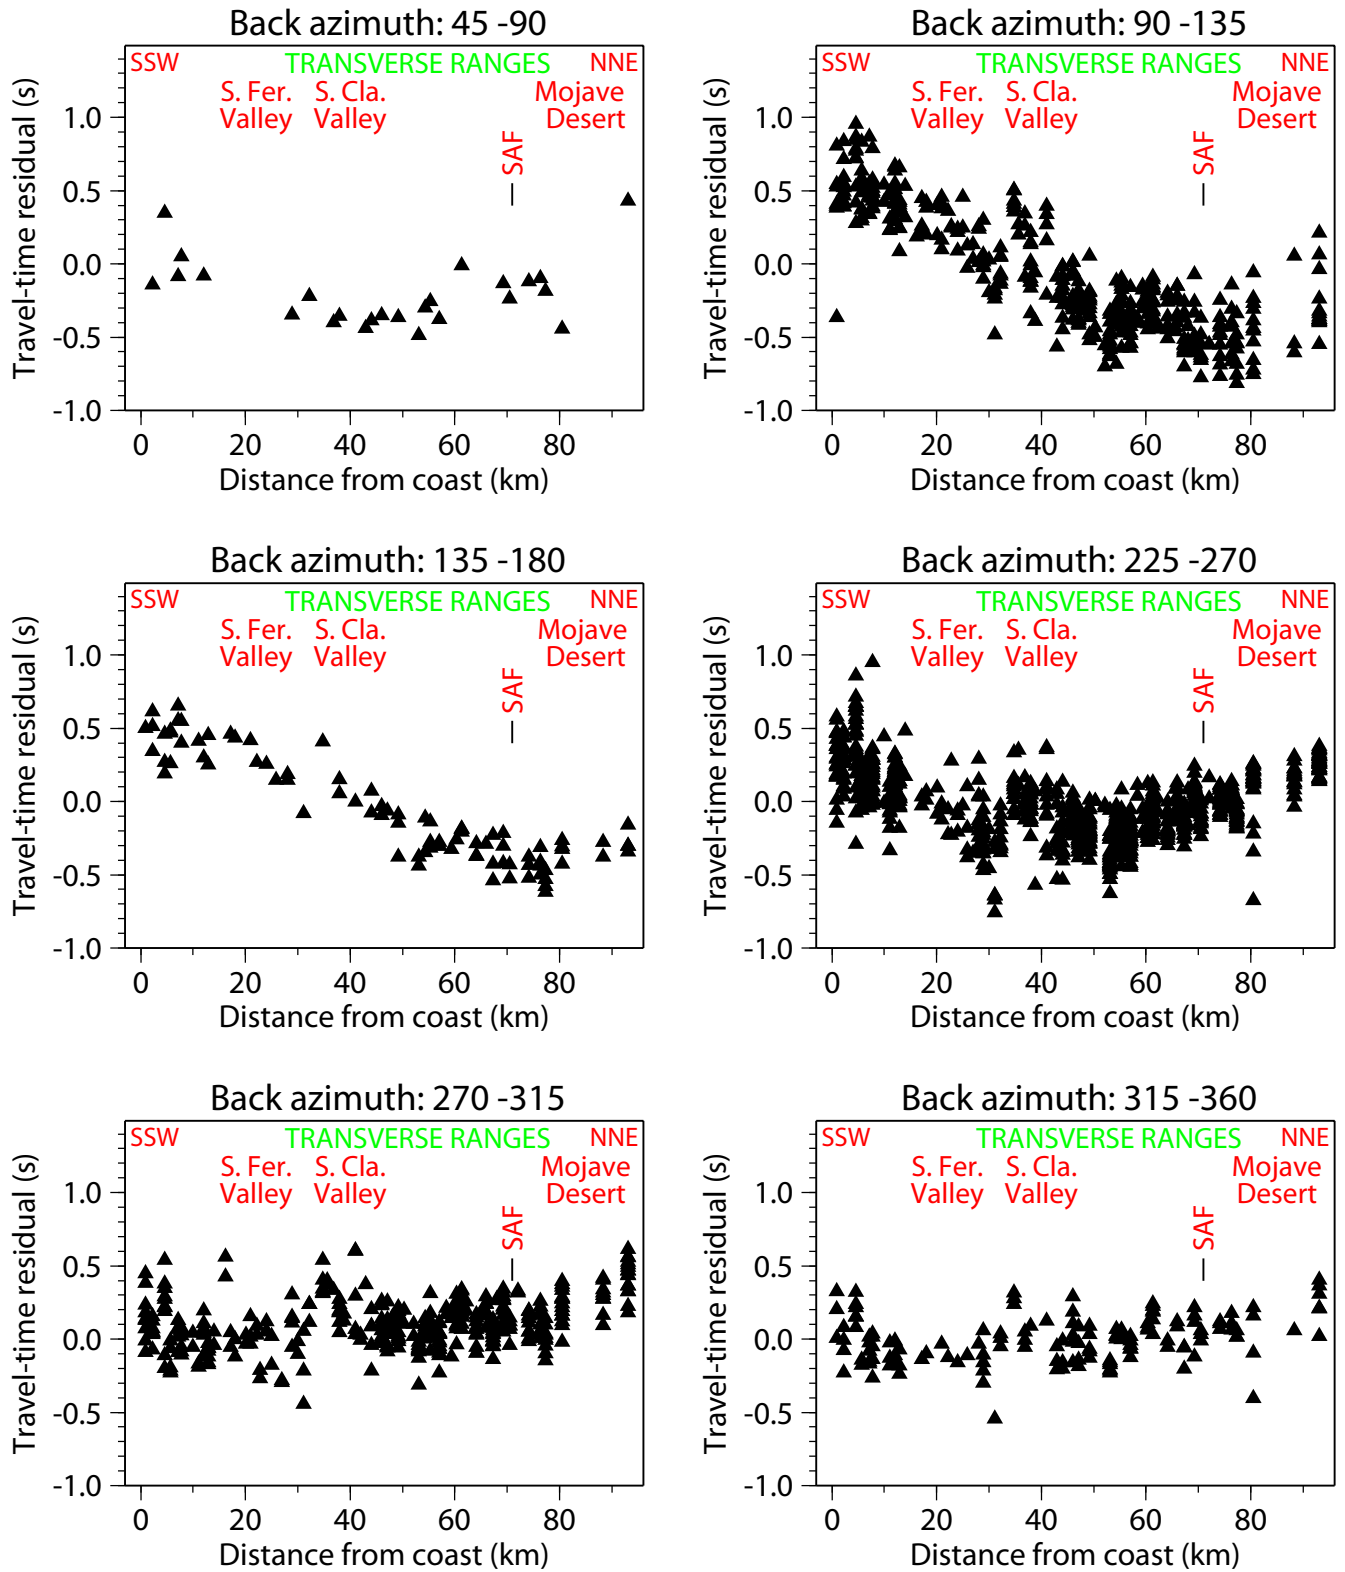 Back azimuth: 45 -90
SSW TRANSVERSE RANGES NNE
S. Fer. S. Cla. Mojave
Valley Valley Desert
SAF
1.0
0.5
0.0
-0.5
-1.0
Travel-time residual (s)
0 20 40 60 80
Distance from coast (km)
Back azimuth: 90 -135
SSW TRANSVERSE RANGES NNE
S. Fer. S. Cla. Mojave
Valley Valley Desert
SAF
1.0
0.5
0.0
-0.5
-1.0
Travel-time residual (s)
0 20 40 60 80
Distance from coast (km)
Back azimuth: 135 -180
SSW TRANSVERSE RANGES NNE
S. Fer. S. Cla. Mojave
Valley Valley Desert
SAF
1.0
0.5
0.0
-0.5
-1.0
Travel-time residual (s)
0 20 40 60 80
Distance from coast (km)
Back azimuth: 225 -270
SSW TRANSVERSE RANGES NNE
S. Fer. S. Cla. Mojave
Valley Valley Desert
SAF
1.0
0.5
0.0
-0.5
-1.0
Travel-time residual (s)
0 20 40 60 80
Distance from coast (km)
Back azimuth: 270 -315
SSW TRANSVERSE RANGES NNE
S. Fer. S. Cla. Mojave
Valley Valley Desert
SAF
1.0
0.5
0.0
-0.5
-1.0
Travel-time residual (s)
0 20 40 60 80
Distance from coast (km)
Back azimuth: 315 -360
SSW TRANSVERSE RANGES NNE
S. Fer. S. Cla. Mojave
Valley Valley Desert
SAF
1.0
0.5
0.0
-0.5
-1.0
Travel-time residual (s)
0 20 40 60 80
Distance from coast (km)